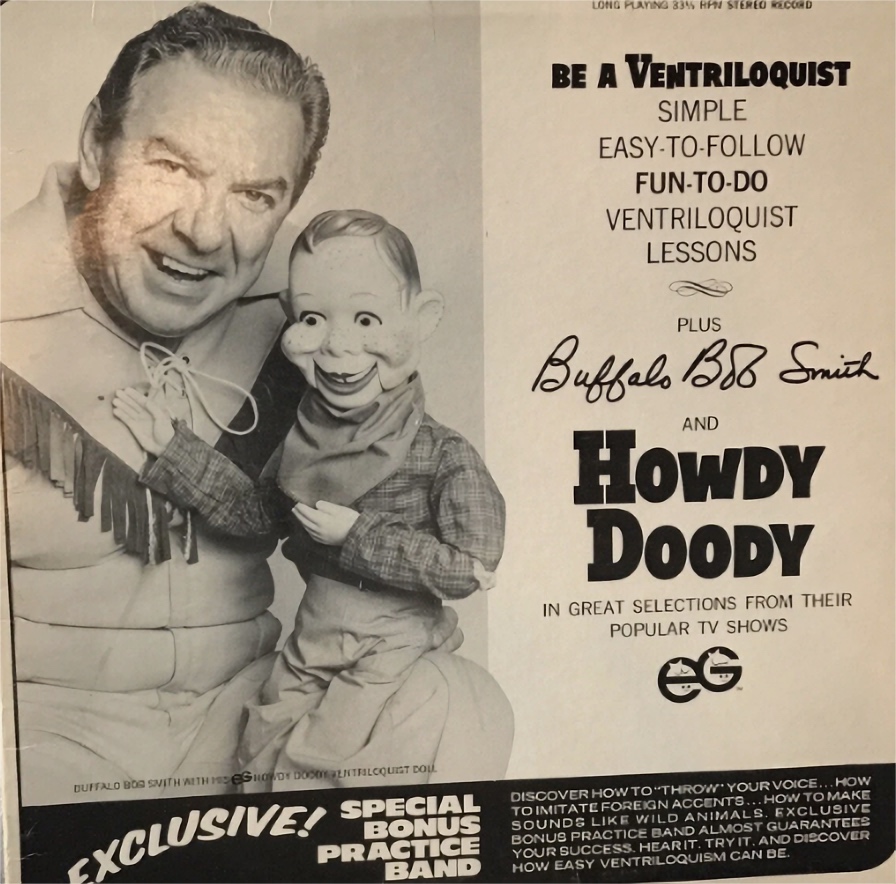 LONG PLAYING 33⅓ RPM STEREO RECORD
BE A VENTRILOQUIST
SIMPLE
EASY-TO-FOLLOW
FUN-TO-DO
VENTRILOQUIST
LESSONS
PLUS
Buffalo Bob Smith
AND
HOWDY
DOODY
IN GREAT SELECTIONS FROM THEIR
POPULAR TV SHOWS
eG™
BUFFALO BOB SMITH WITH HIS eG HOWDY DOODY VENTRILOQUIST DOLL
EXCLUSIVE!
SPECIAL
BONUS
PRACTICE
BAND
DISCOVER HOW TO "THROW" YOUR VOICE...HOW
TO IMITATE FOREIGN ACCENTS...HOW TO MAKE
SOUNDS LIKE WILD ANIMALS. EXCLUSIVE
BONUS PRACTICE BAND ALMOST GUARANTEES
YOUR SUCCESS. HEAR IT. TRY IT. AND DISCOVER
HOW EASY VENTRILOQUISM CAN BE.